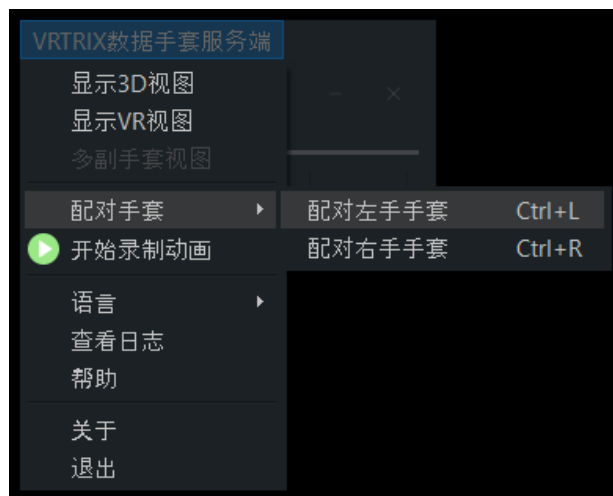 VRTRIX数据手套服务端
显示3D视图
显示VR视图
多副手套视图
配对手套
配对左手手套 Ctrl+L
开始录制动画
配对右手手套 Ctrl+R
语言
查看日志
帮助
关于
退出